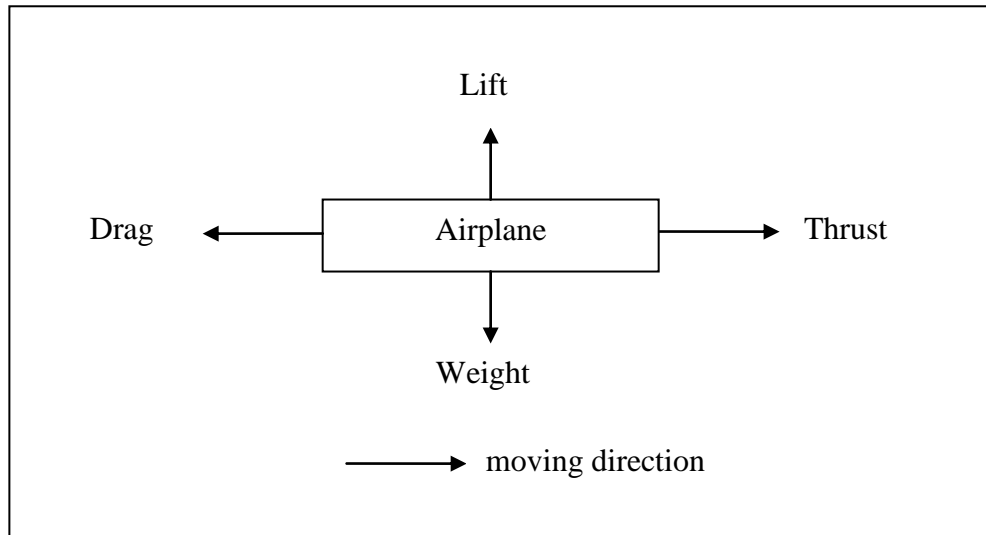 Lift
Drag
Airplane
Thrust
Weight
moving direction